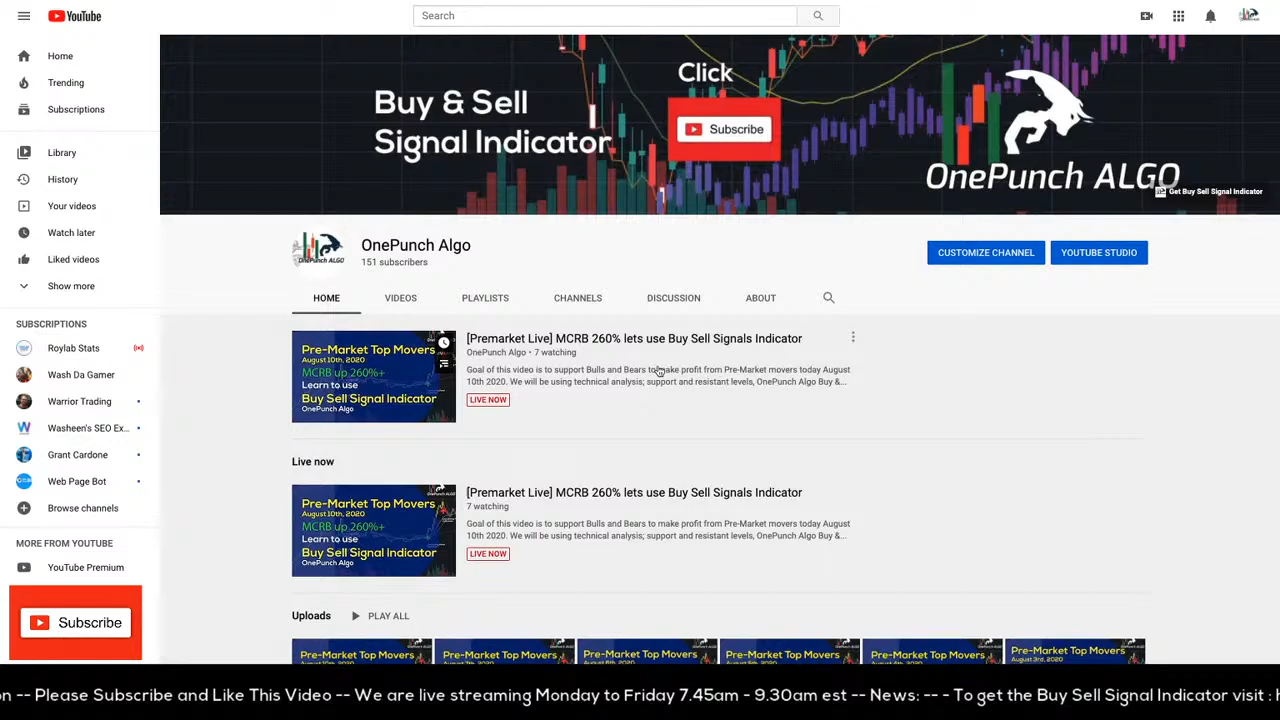 YouTube
Search
Home
Trending
Subscriptions
Library
History
Your videos
Watch later
Liked videos
Show more
SUBSCRIPTIONS
Roylab Stats
Wash Da Gamer
Warrior Trading
Washeen's SEO Ex...
Grant Cardone
Web Page Bot
Browse channels
MORE FROM YOUTUBE
YouTube Premium
Subscribe
Buy & Sell
Signal Indicator
Click
Subscribe
OnePunch ALGO
Get Buy Sell Signal Indicator
OnePunch ALGO
OnePunch Algo
151 subscribers
CUSTOMIZE CHANNEL
YOUTUBE STUDIO
HOME VIDEOS PLAYLISTS CHANNELS DISCUSSION ABOUT
Pre-Market Top Movers
August 10th, 2020
MCRB up 260%+
Learn to use
Buy Sell Signal Indicator
OnePunch Algo
[Premarket Live] MCRB 260% lets use Buy Sell Signals Indicator
OnePunch Algo • 7 watching
Goal of this video is to support Bulls and Bears to make profit from Pre-Market movers today August
10th 2020. We will be using technical analysis; support and resistant levels, OnePunch Algo Buy &...
LIVE NOW
Live now
Pre-Market Top Movers
August 10th, 2020
MCRB up 260%+
Learn to use
Buy Sell Signal Indicator
OnePunch Algo
[Premarket Live] MCRB 260% lets use Buy Sell Signals Indicator
7 watching
Goal of this video is to support Bulls and Bears to make profit from Pre-Market movers today August
10th 2020. We will be using technical analysis; support and resistant levels, OnePunch Algo Buy &...
LIVE NOW
Uploads PLAY ALL
Pre-Market Top Movers
Pre-Market Top Movers
Pre-Market Top Movers
Pre-Market Top Movers
Pre-Market Top Movers
Pre-Market Top Movers
on -- Please Subscribe and Like This Video -- We are live streaming Monday to Friday 7.45am - 9.30am est -- News: -- - To get the Buy Sell Signal Indicator visit : h